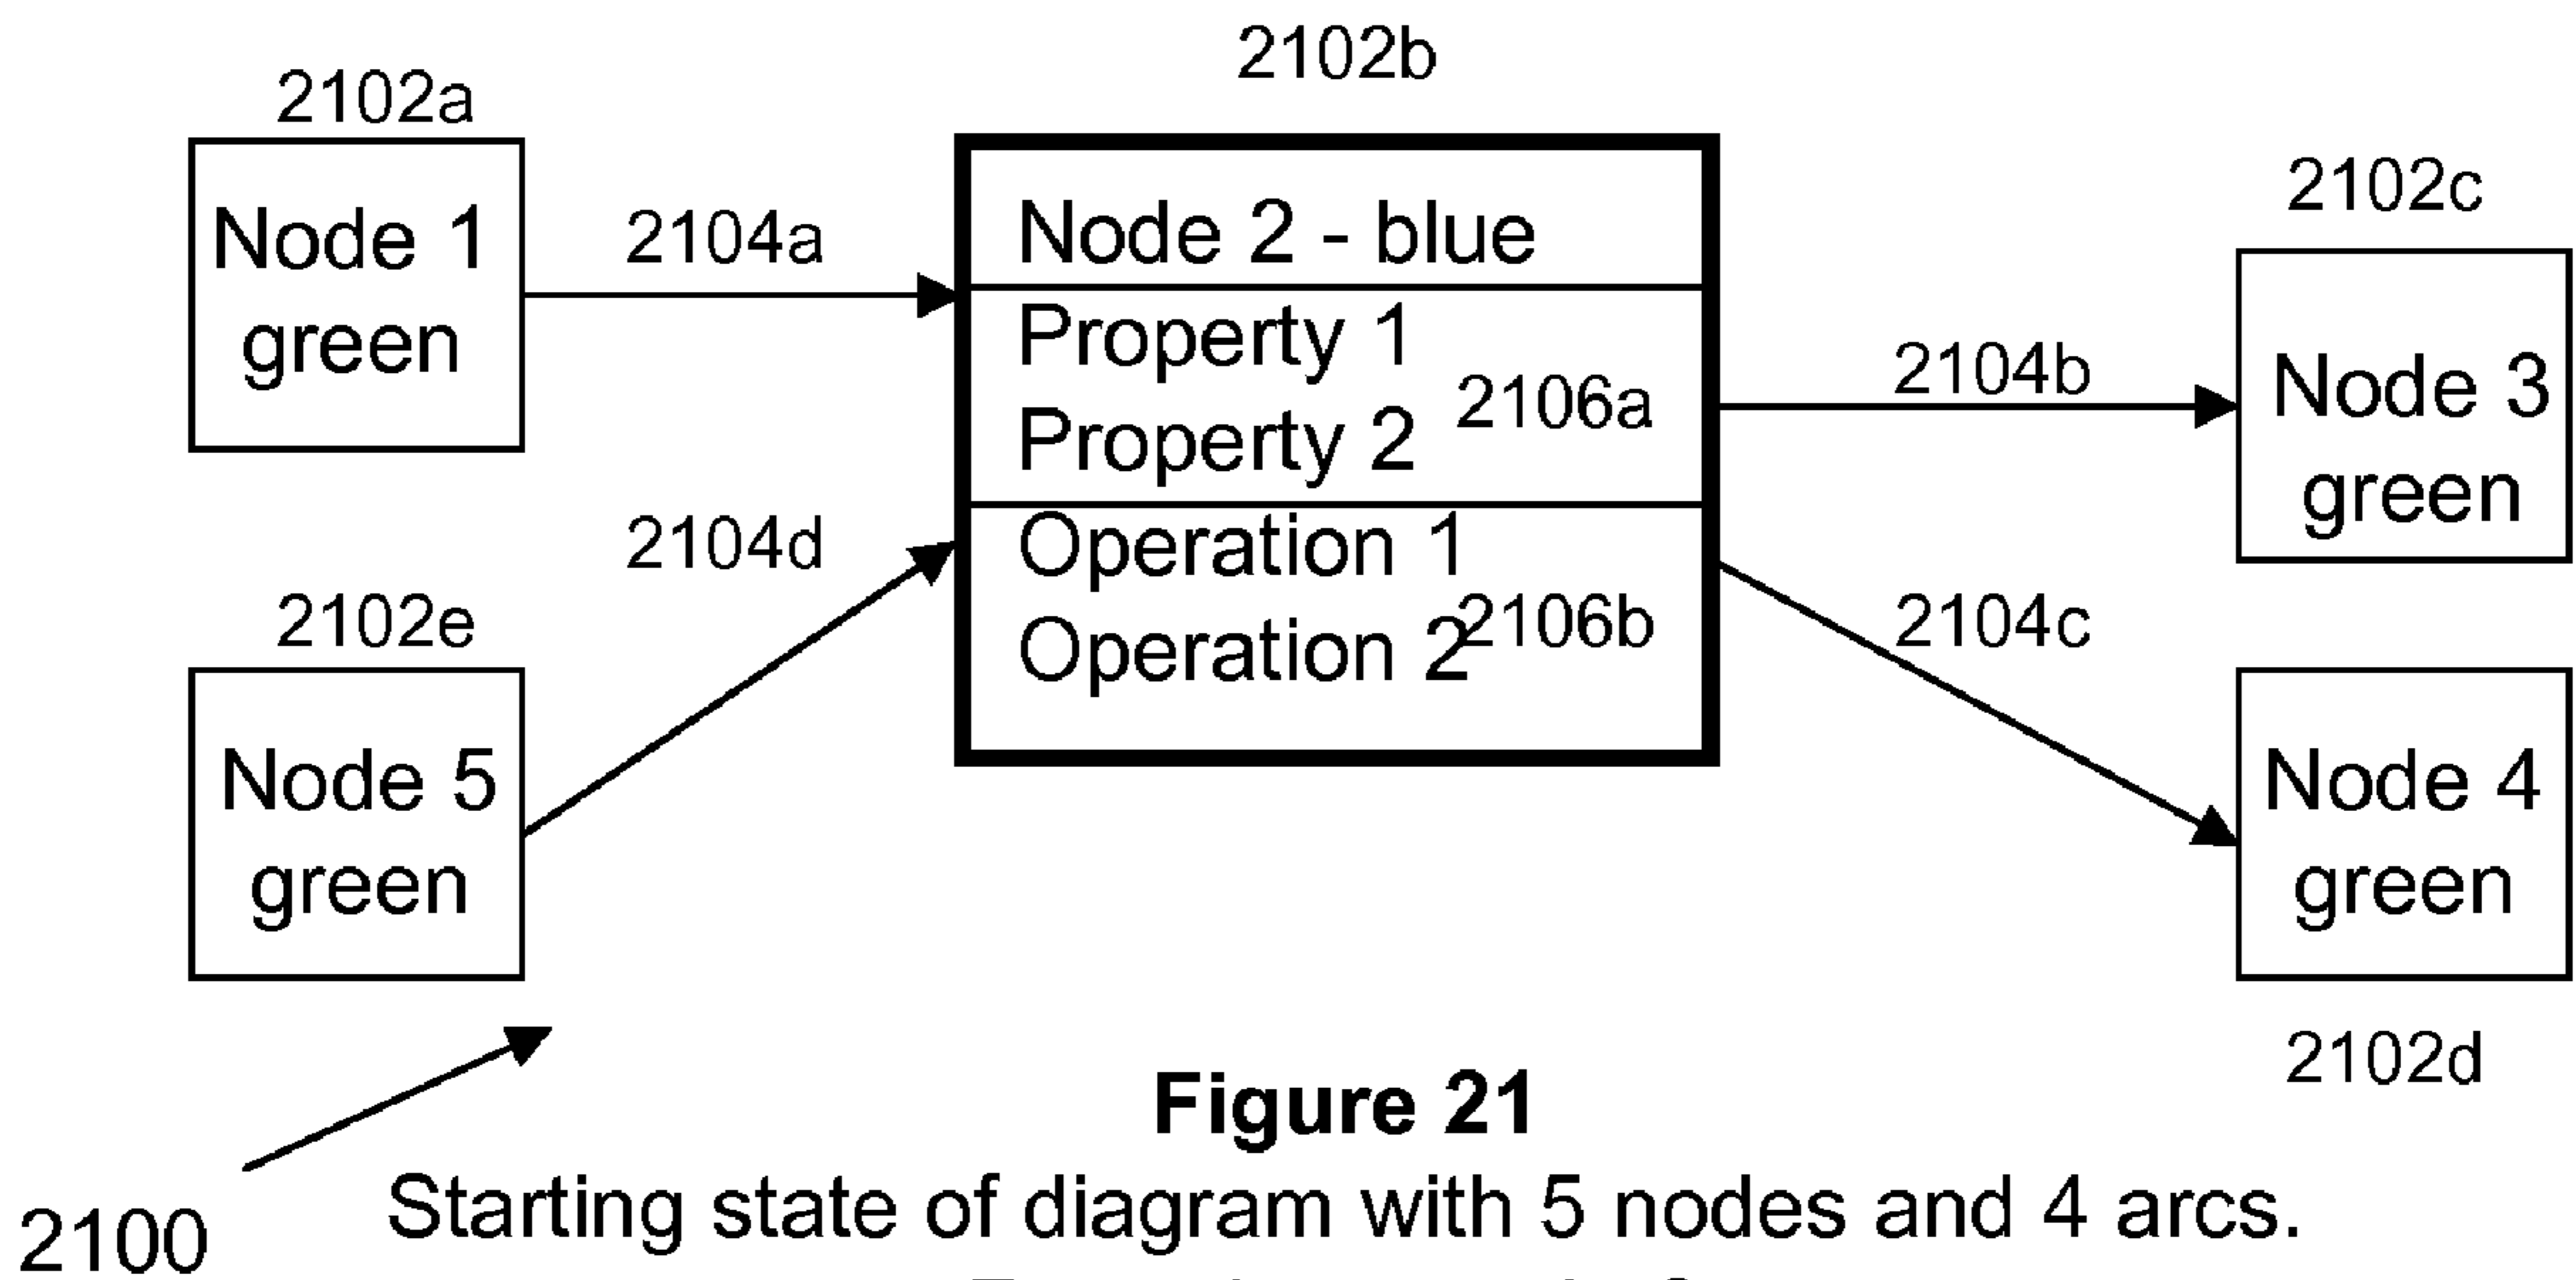 2102a
2102b
2102c
Node 1
green
2104a
Node 2 - blue
Property 1
Property 2
2106a
2104b
Node 3
green
2104d
Operation 1
Operation 2
2106b
2104c
2102e
Node 5
green
Node 4
green
2102d
Figure 21
Starting state of diagram with 5 nodes and 4 arcs.
2100